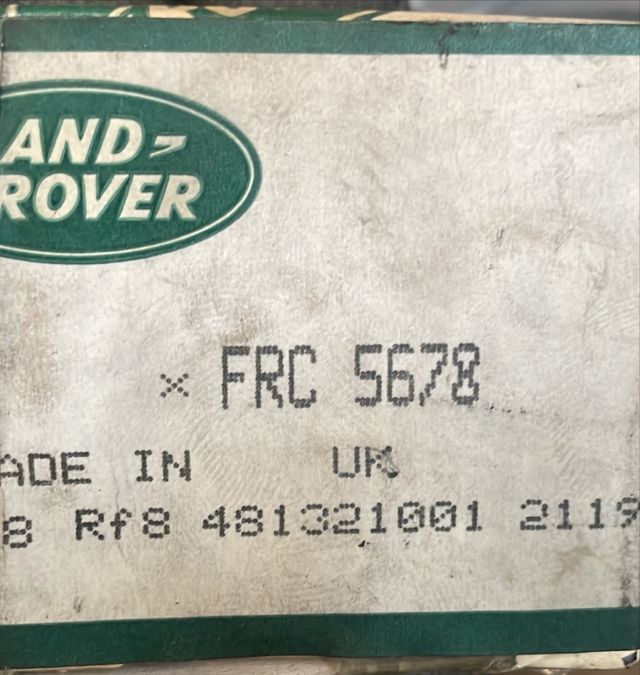 AND-
ROVER
× FRC 5678
ADE IN UK
8 Rf8 481321001 2119